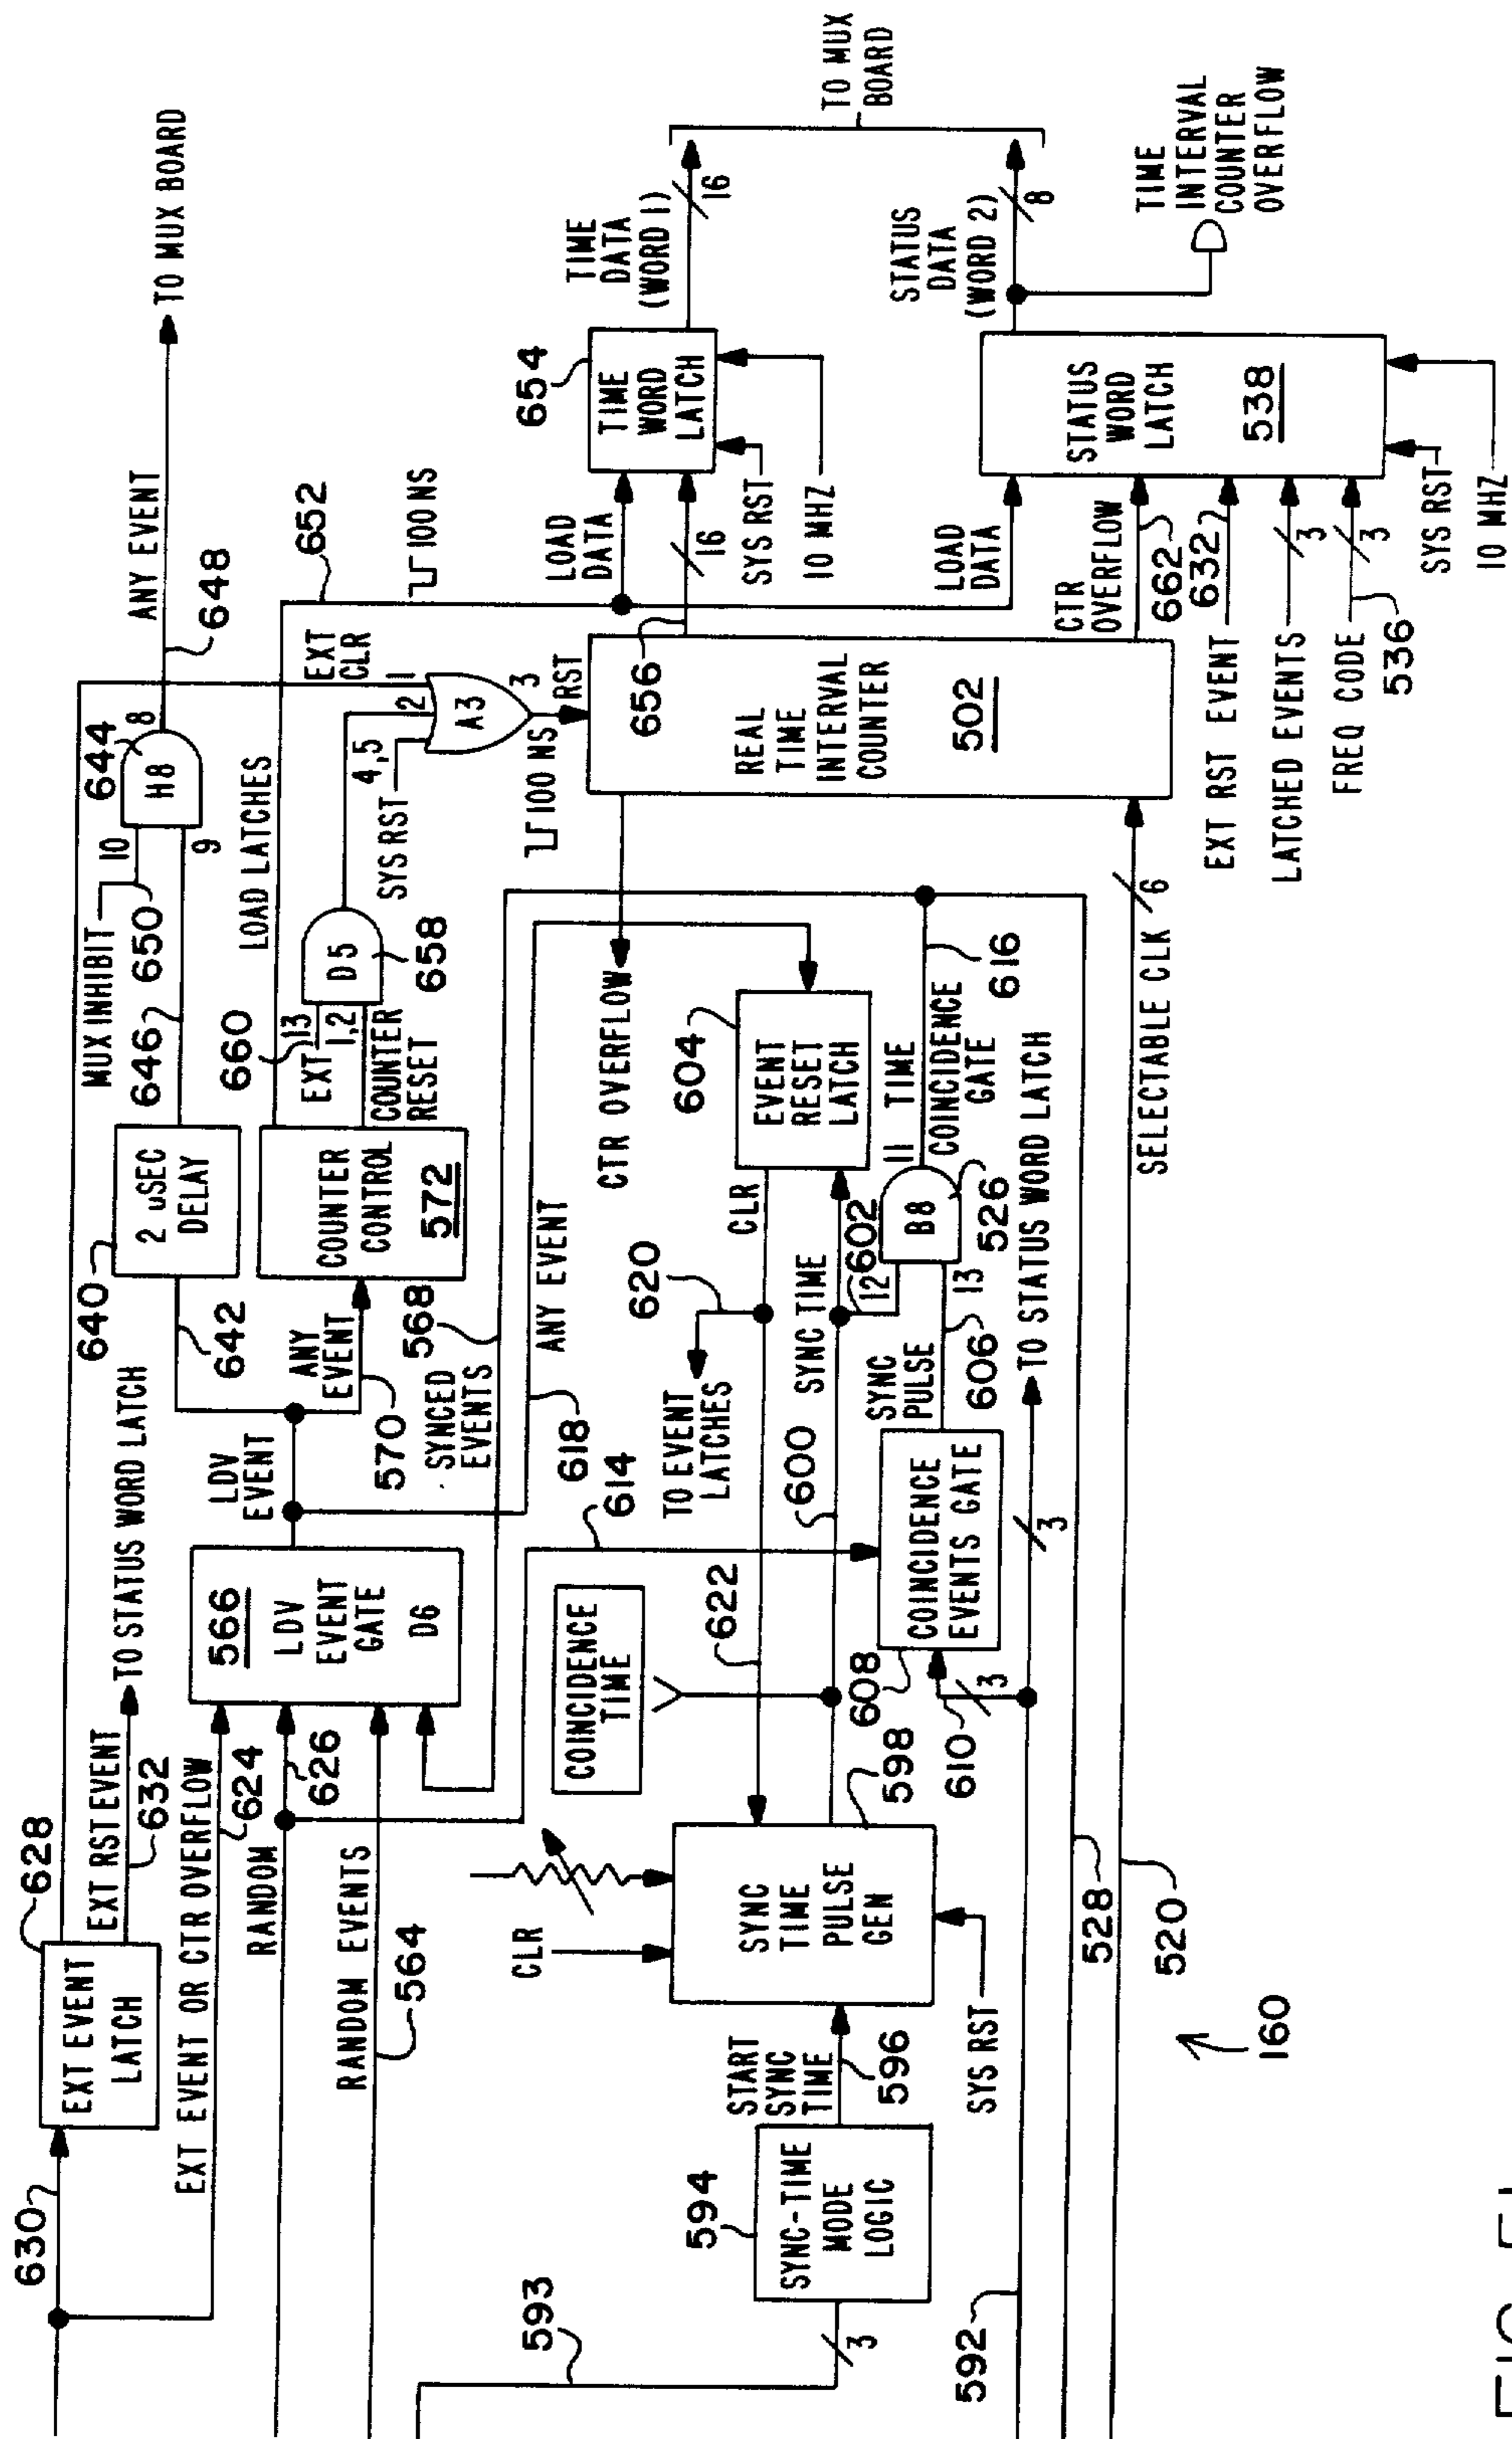 630
628
EXT EVENT
LATCH
EXT RST EVENT
632
TO STATUS WORD LATCH
EXT EVENT OR CTR OVERFLOW
624
RANDOM
626
RANDOM EVENTS
564
566
LDV
EVENT
GATE
D6
LDV
EVENT
640
642
2 uSEC
DELAY
646
MUX INHIBIT
650
10
9
H8
8
644
648
ANY EVENT
TO MUX BOARD
ANY
EVENT
570
COUNTER
CONTROL
572
660
EXT
13
1,2
COUNTER
RESET
D5
658
LOAD LATCHES
SYS RST
4,5
2
1
EXT
CLR
A3
3
RST
100 NS
652
100 NS
568
SYNCED
EVENTS
618
ANY EVENT
614
593
3
594
SYNC-TIME
MODE
LOGIC
START
SYNC
TIME
596
CLR
SYNC
TIME
PULSE
GEN
598
SYS RST
COINCIDENCE
TIME
622
600
TO EVENT
LATCHES
620
CLR
SYNC TIME
602
604
EVENT
RESET
LATCH
CTR OVERFLOW
608
610
3
COINCIDENCE
EVENTS GATE
SYNC
PULSE
606
12
13
B8
526
11
TIME
COINCIDENCE
GATE
616
592
3
TO STATUS WORD LATCH
528
520
SELECTABLE CLK
6
160
REAL
TIME
INTERVAL
COUNTER
502
656
16
LOAD
DATA
654
TIME
WORD
LATCH
SYS RST
10 MHZ
TIME
DATA
(WORD 1)
16
TO MUX
BOARD
LOAD
DATA
CTR
OVERFLOW
662
632
EXT RST EVENT
LATCHED EVENTS
3
FREQ CODE
3
536
STATUS
WORD
LATCH
538
SYS RST
10 MHZ
STATUS
DATA
(WORD 2)
8
TIME
INTERVAL
COUNTER
OVERFLOW